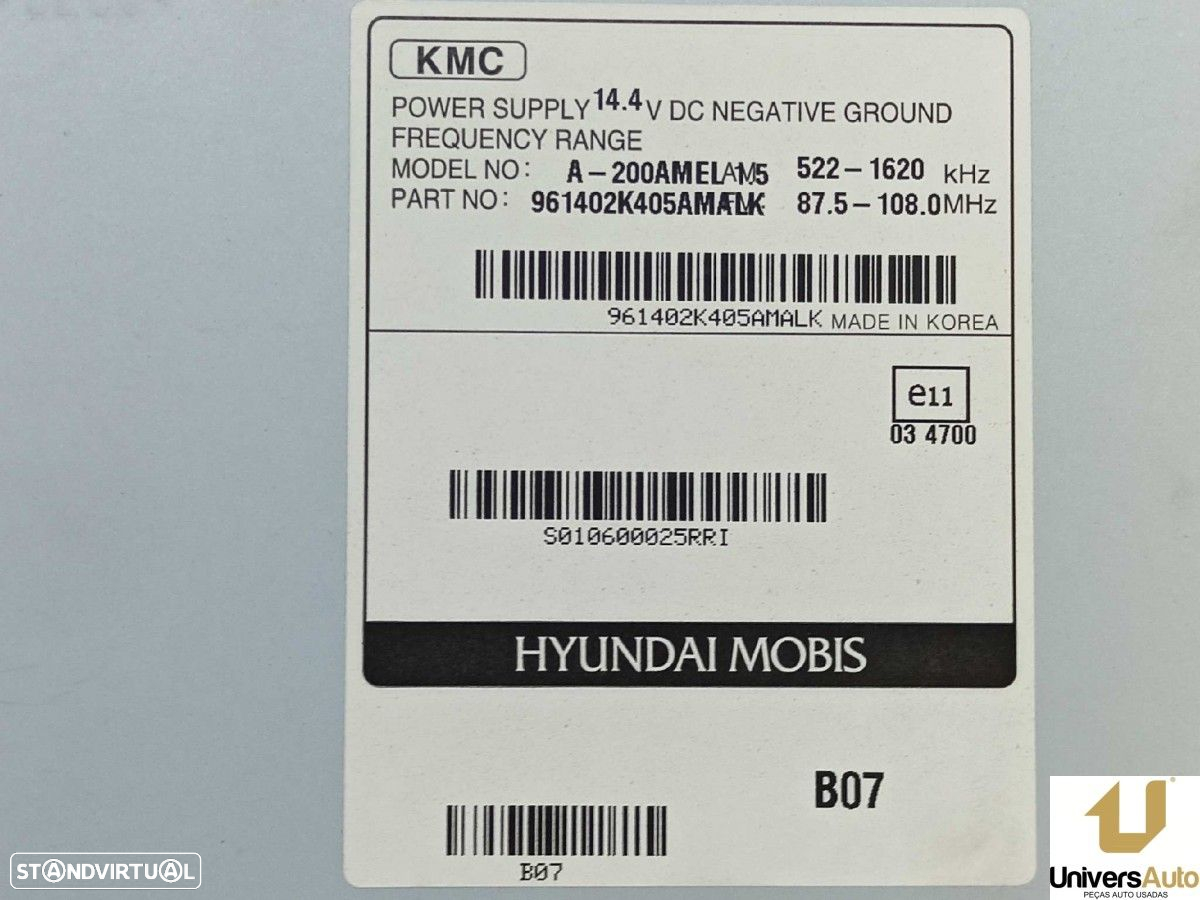 KMC
POWER SUPPLY 14.4 V DC NEGATIVE GROUND
FREQUENCY RANGE
MODEL NO: A-200AMEL 522-1620 kHz
PART NO: 961402K405AMALK 87.5-108.0MHz
961402K405AMALK MADE IN KOREA
e11
03 4700
S010600025RRI
HYUNDAI MOBIS
B07
B07
STANDVIRTUAL
UniversAuto
PEÇAS AUTO USADAS